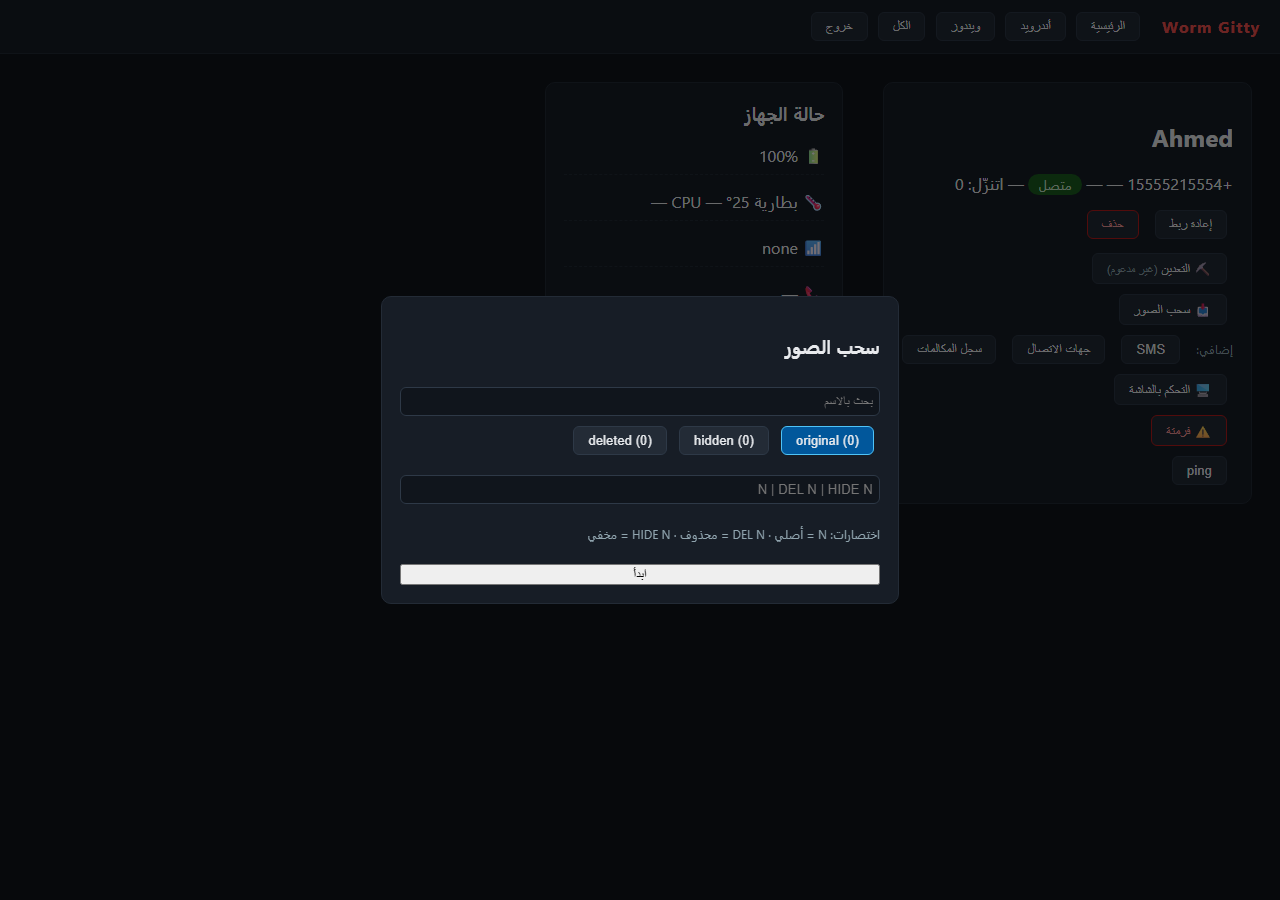 Worm Gitty الرئيسية أندرويد ويندوز الكل خروج
Ahmed
+15555215554 — — متصل — اتنزّل: 0
إعادة ربط حذف
⛏️ التعدين (غير مدعوم)
📤 سحب الصور
إضافي: SMS جهات الاتصال سجل المكالمات
🖥️ التحكم بالشاشة
⚠️ فرمتة
ping
حالة الجهاز
🔋 100%
🌡️ بطارية 25° — CPU —
📶 none
—
سحب الصور
بحث بالاسم
original (0) hidden (0) deleted (0)
N | DEL N | HIDE N
اختصارات: N = أصلي · DEL N = محذوف · HIDE N = مخفي
ابدأ